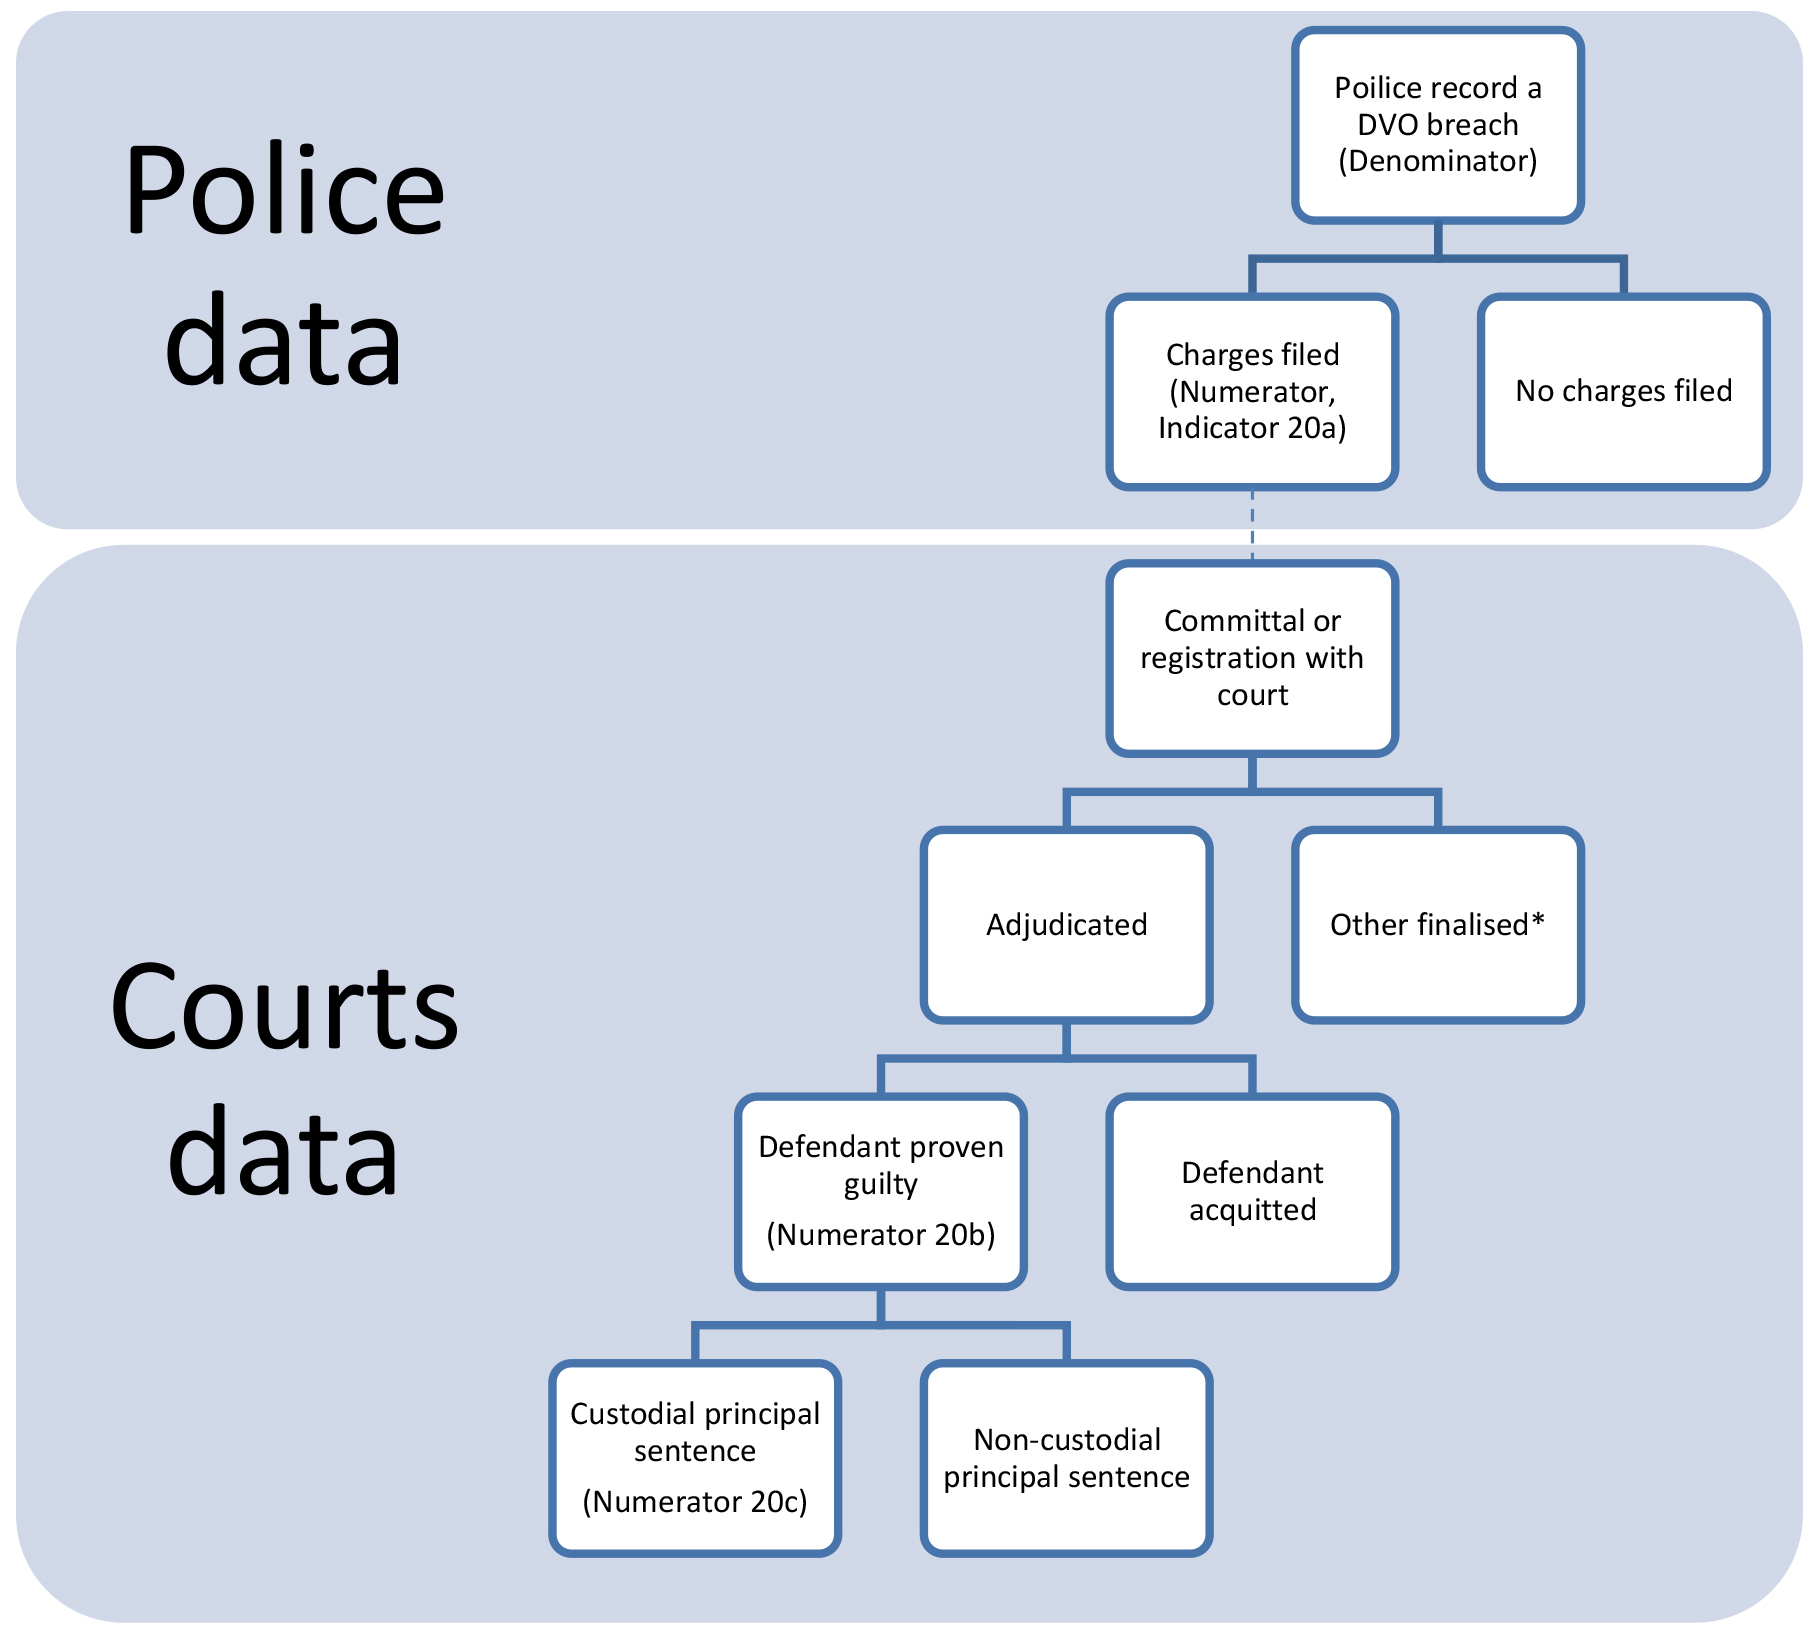 Police
data
Poilice record a
DVO breach
(Denominator)
Charges filed
(Numerator,
Indicator 20a)
No charges filed
Courts
data
Committal or
registration with
court
Adjudicated
Other finalised*
Defendant proven
guilty
(Numerator 20b)
Defendant
acquitted
Custodial principal
sentence
(Numerator 20c)
Non-custodial
principal sentence